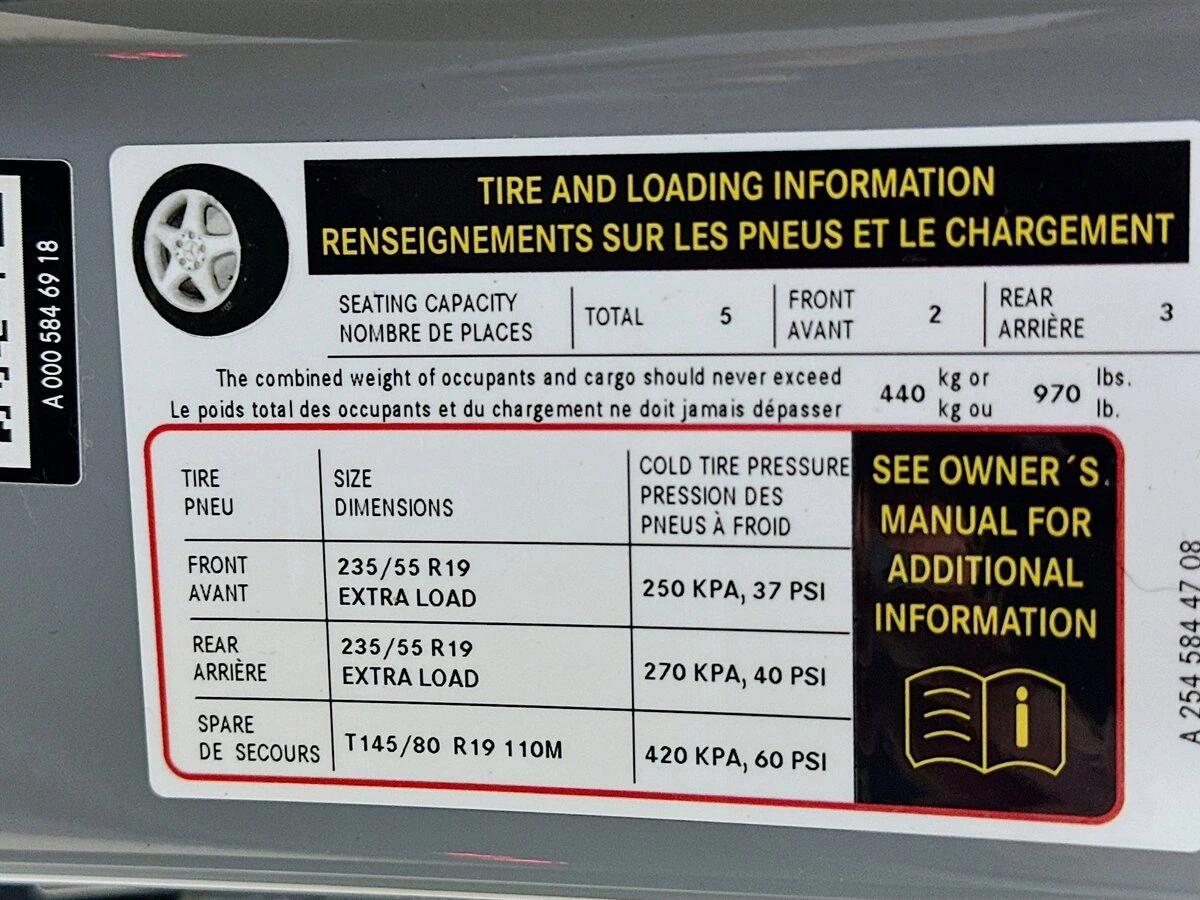 TIRE AND LOADING INFORMATION
RENSEIGNEMENTS SUR LES PNEUS ET LE CHARGEMENT
SEATING CAPACITY
NOMBRE DE PLACES
TOTAL 5
FRONT
AVANT
2
REAR
ARRIÈRE
3
The combined weight of occupants and cargo should never exceed
Le poids total des occupants et du chargement ne doit jamais dépasser
440
kg or
kg ou
970
lbs.
lb.
TIRE
PNEU
SIZE
DIMENSIONS
COLD TIRE PRESSURE
PRESSION DES
PNEUS À FROID
FRONT
AVANT
235/55 R19
EXTRA LOAD
250 KPA, 37 PSI
REAR
ARRIÈRE
235/55 R19
EXTRA LOAD
270 KPA, 40 PSI
SPARE
DE SECOURS
T145/80 R19 110M
420 KPA, 60 PSI
SEE OWNER´S
MANUAL FOR
ADDITIONAL
INFORMATION
A 000 584 69 18
A 254 584 47 08